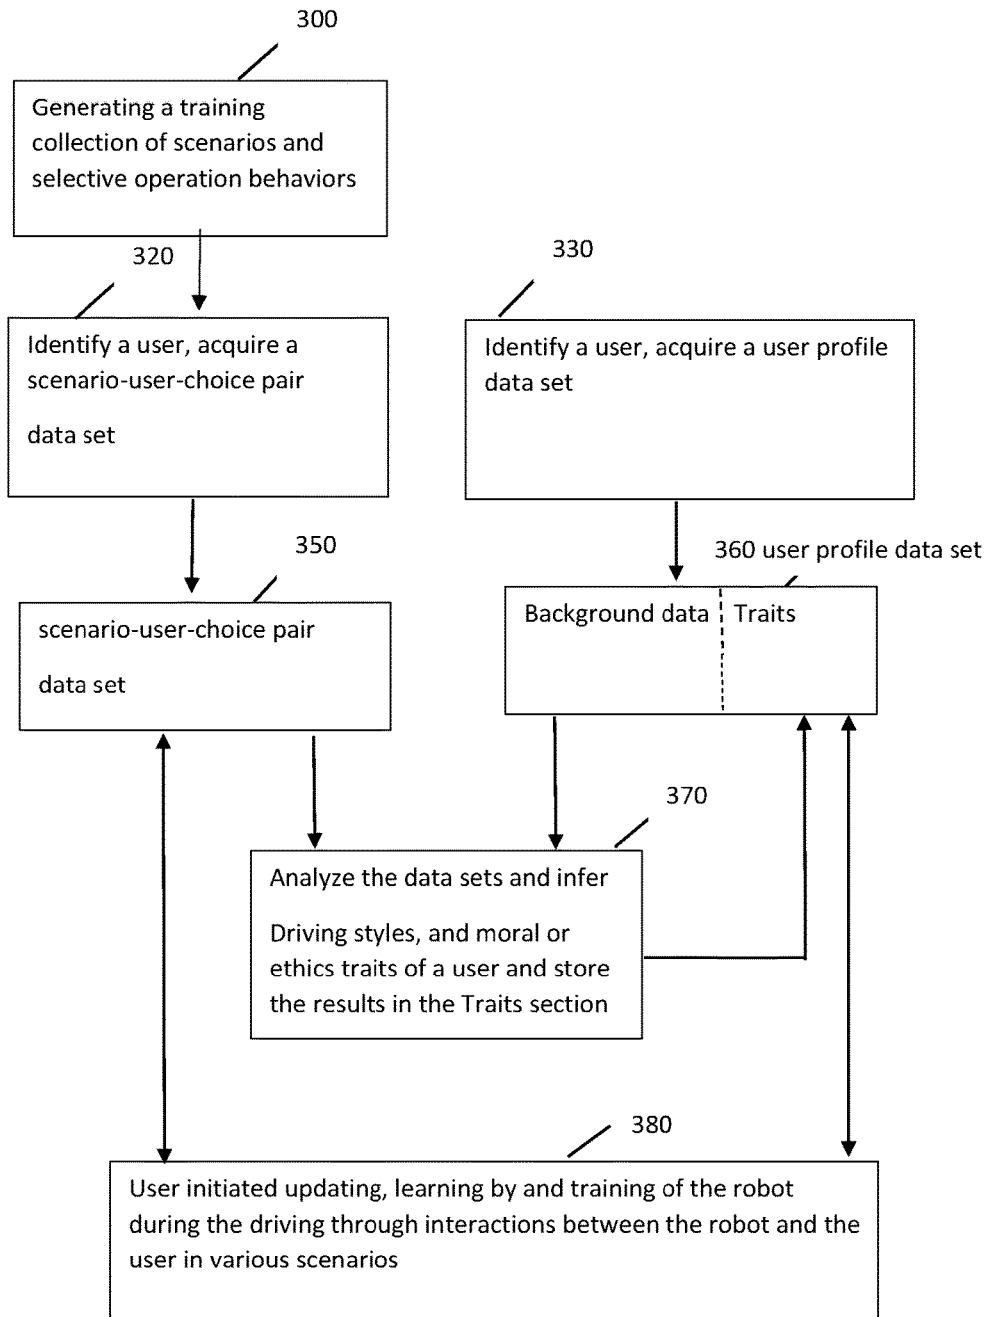 300
Generating a training
collection of scenarios and
selective operation behaviors
320
330
Identify a user, acquire a
scenario-user-choice pair
data set
Identify a user, acquire a user profile
data set
350
360 user profile data set
scenario-user-choice pair
data set
Background data
Traits
370
Analyze the data sets and infer
Driving styles, and moral or
ethics traits of a user and store
the results in the Traits section
380
User initiated updating, learning by and training of the robot
during the driving through interactions between the robot and the
user in various scenarios